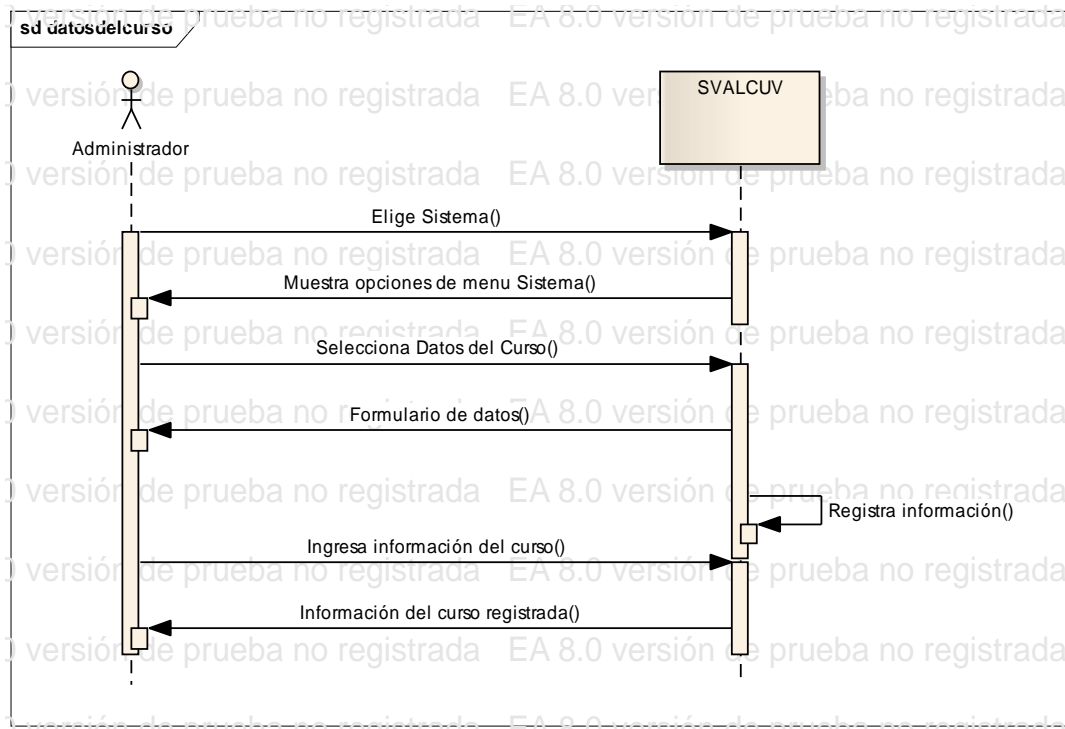 sd datosdelcurso
EA 8.0 versión de prueba no registrada
Administrador
SVALCUV
Elige Sistema()
Muestra opciones de menu Sistema()
Selecciona Datos del Curso()
Formulario de datos()
Registra información()
Ingresa información del curso()
Información del curso registrada()